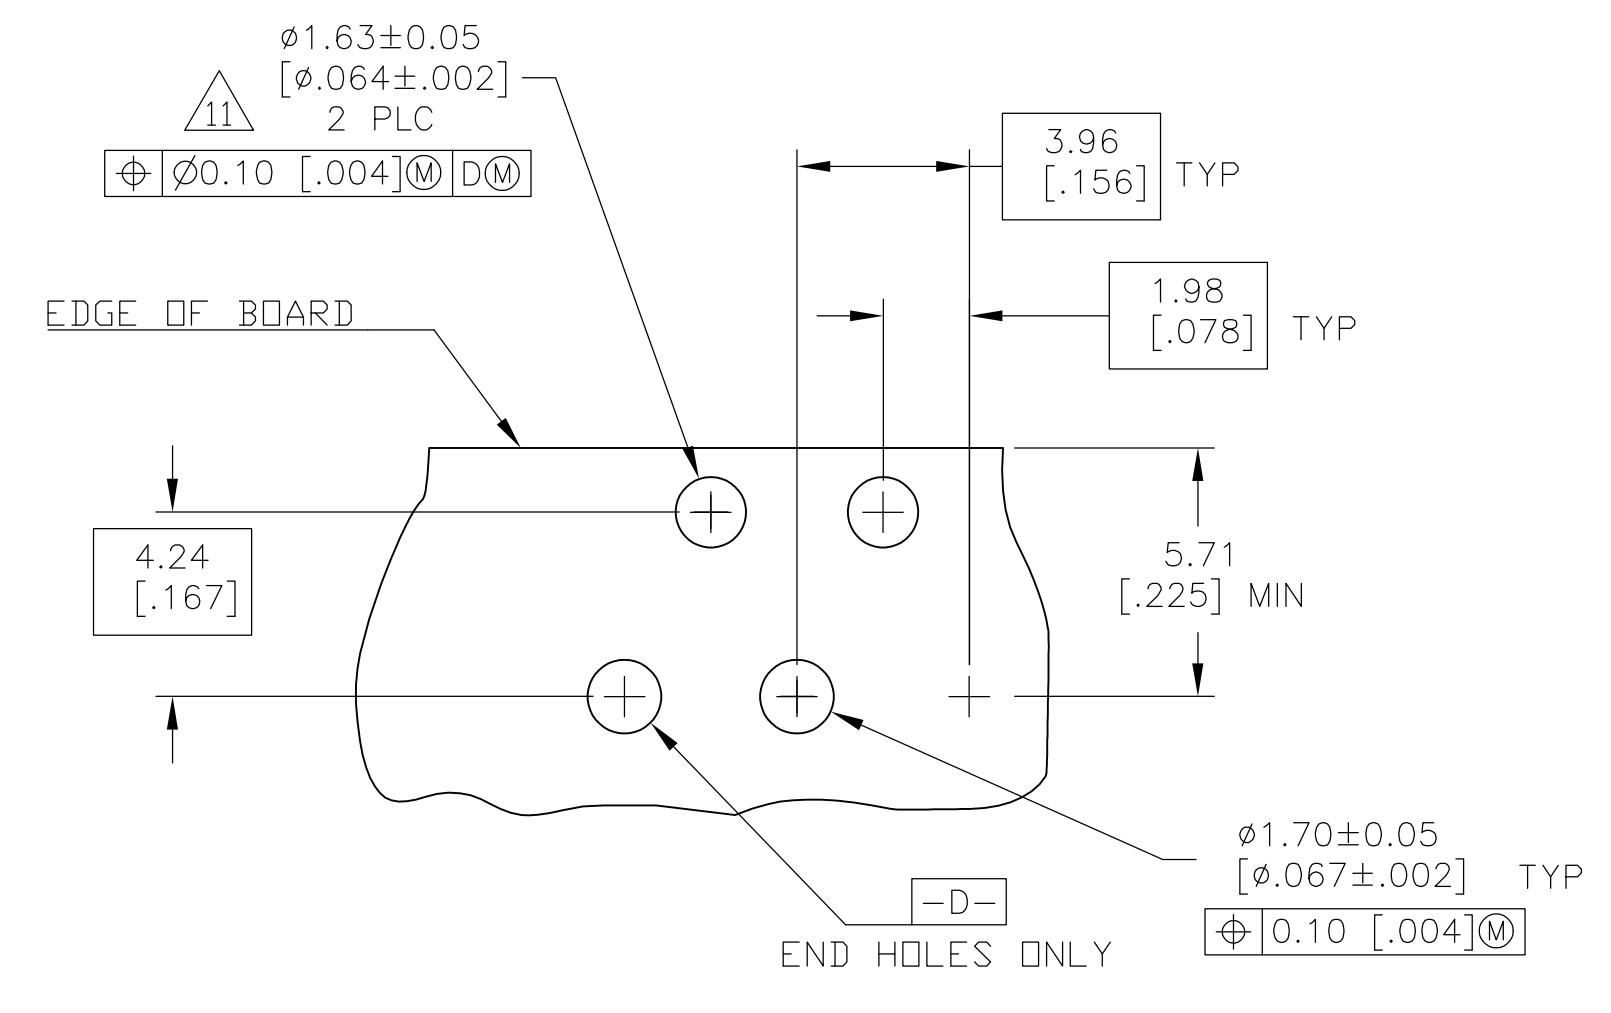 ø1.63±0.05
[ø.064±.002]
2 PLC
11
⌖ Ø0.10 [.004]Ⓜ DⓂ
3.96
[.156] TYP
1.98
[.078] TYP
EDGE OF BOARD
4.24
[.167]
5.71
[.225] MIN
ø1.70±0.05
[ø.067±.002] TYP
⌖ 0.10 [.004]Ⓜ
-D-
END HOLES ONLY